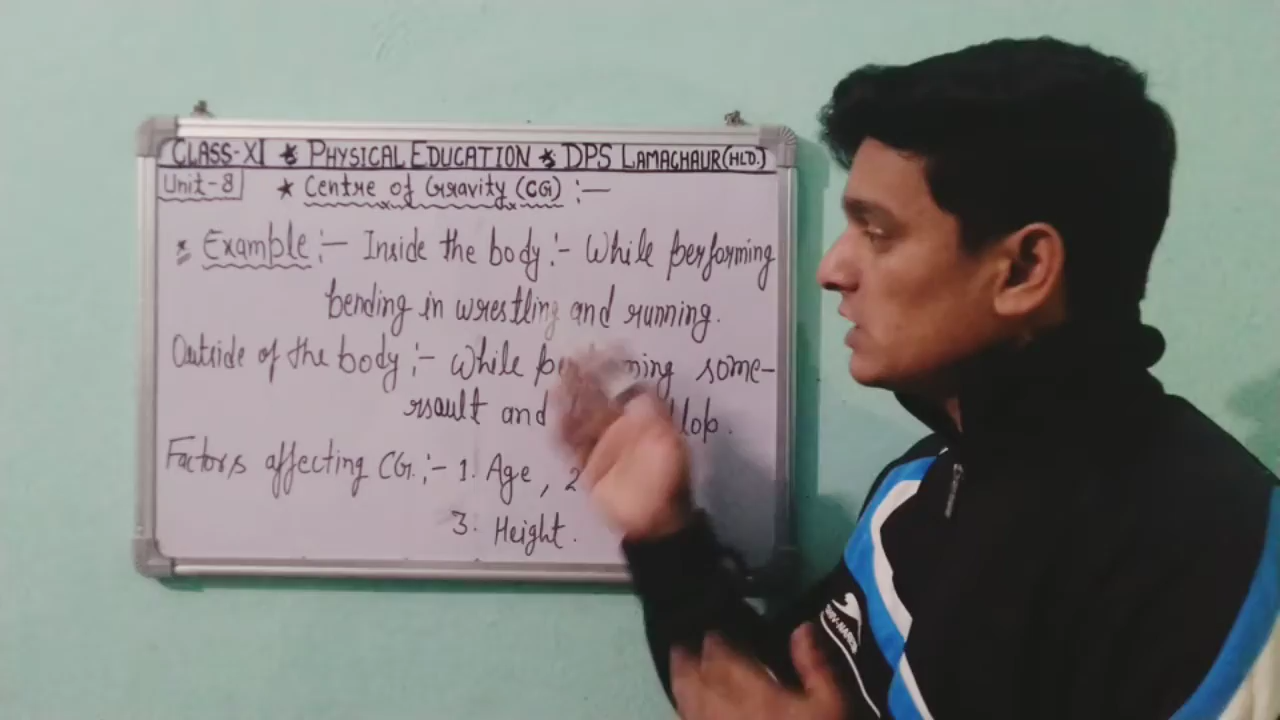 CLASS-XI * PHYSICAL EDUCATION * DPS LAMACHAUR (HLD.)
Unit-8 ★ Centre of Gravity (CG) :-
Example :- Inside the body :- While performing
bending in wrestling and running.
Outside of the body :- While performing some-
rsault and
Factors affecting CG. :- 1. Age, 2
3. Height.